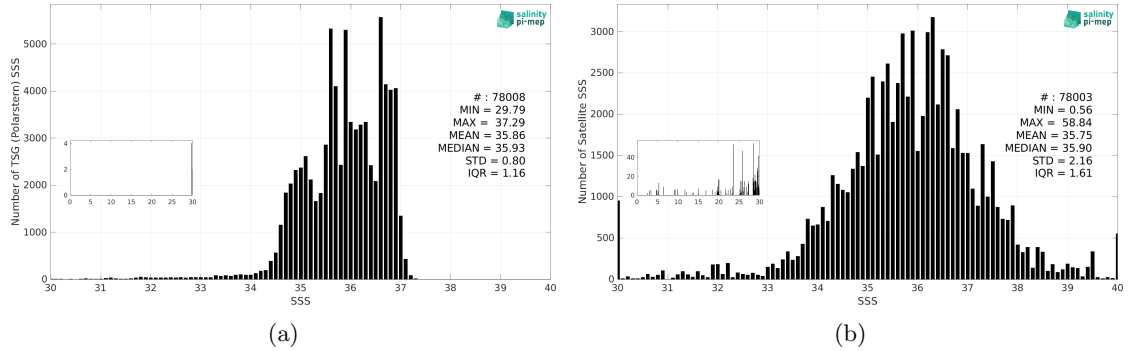 salinity
pi-mep
Number of TSG (Polarstern) SSS
5000
4000
3000
2000
1000
0
# : 78008
MIN = 29.79
MAX = 37.29
MEAN = 35.86
MEDIAN = 35.93
STD = 0.80
IQR = 1.16
4
2
0
0 5 10 15 20 25 30
30 31 32 33 34 35 36 37 38 39 40
SSS
(a)
salinity
pi-mep
Number of Satellite SSS
3000
2500
2000
1500
1000
500
0
# : 78003
MIN = 0.56
MAX = 58.84
MEAN = 35.75
MEDIAN = 35.90
STD = 2.16
IQR = 1.61
40
20
0
0 5 10 15 20 25 30
30 31 32 33 34 35 36 37 38 39 40
SSS
(b)